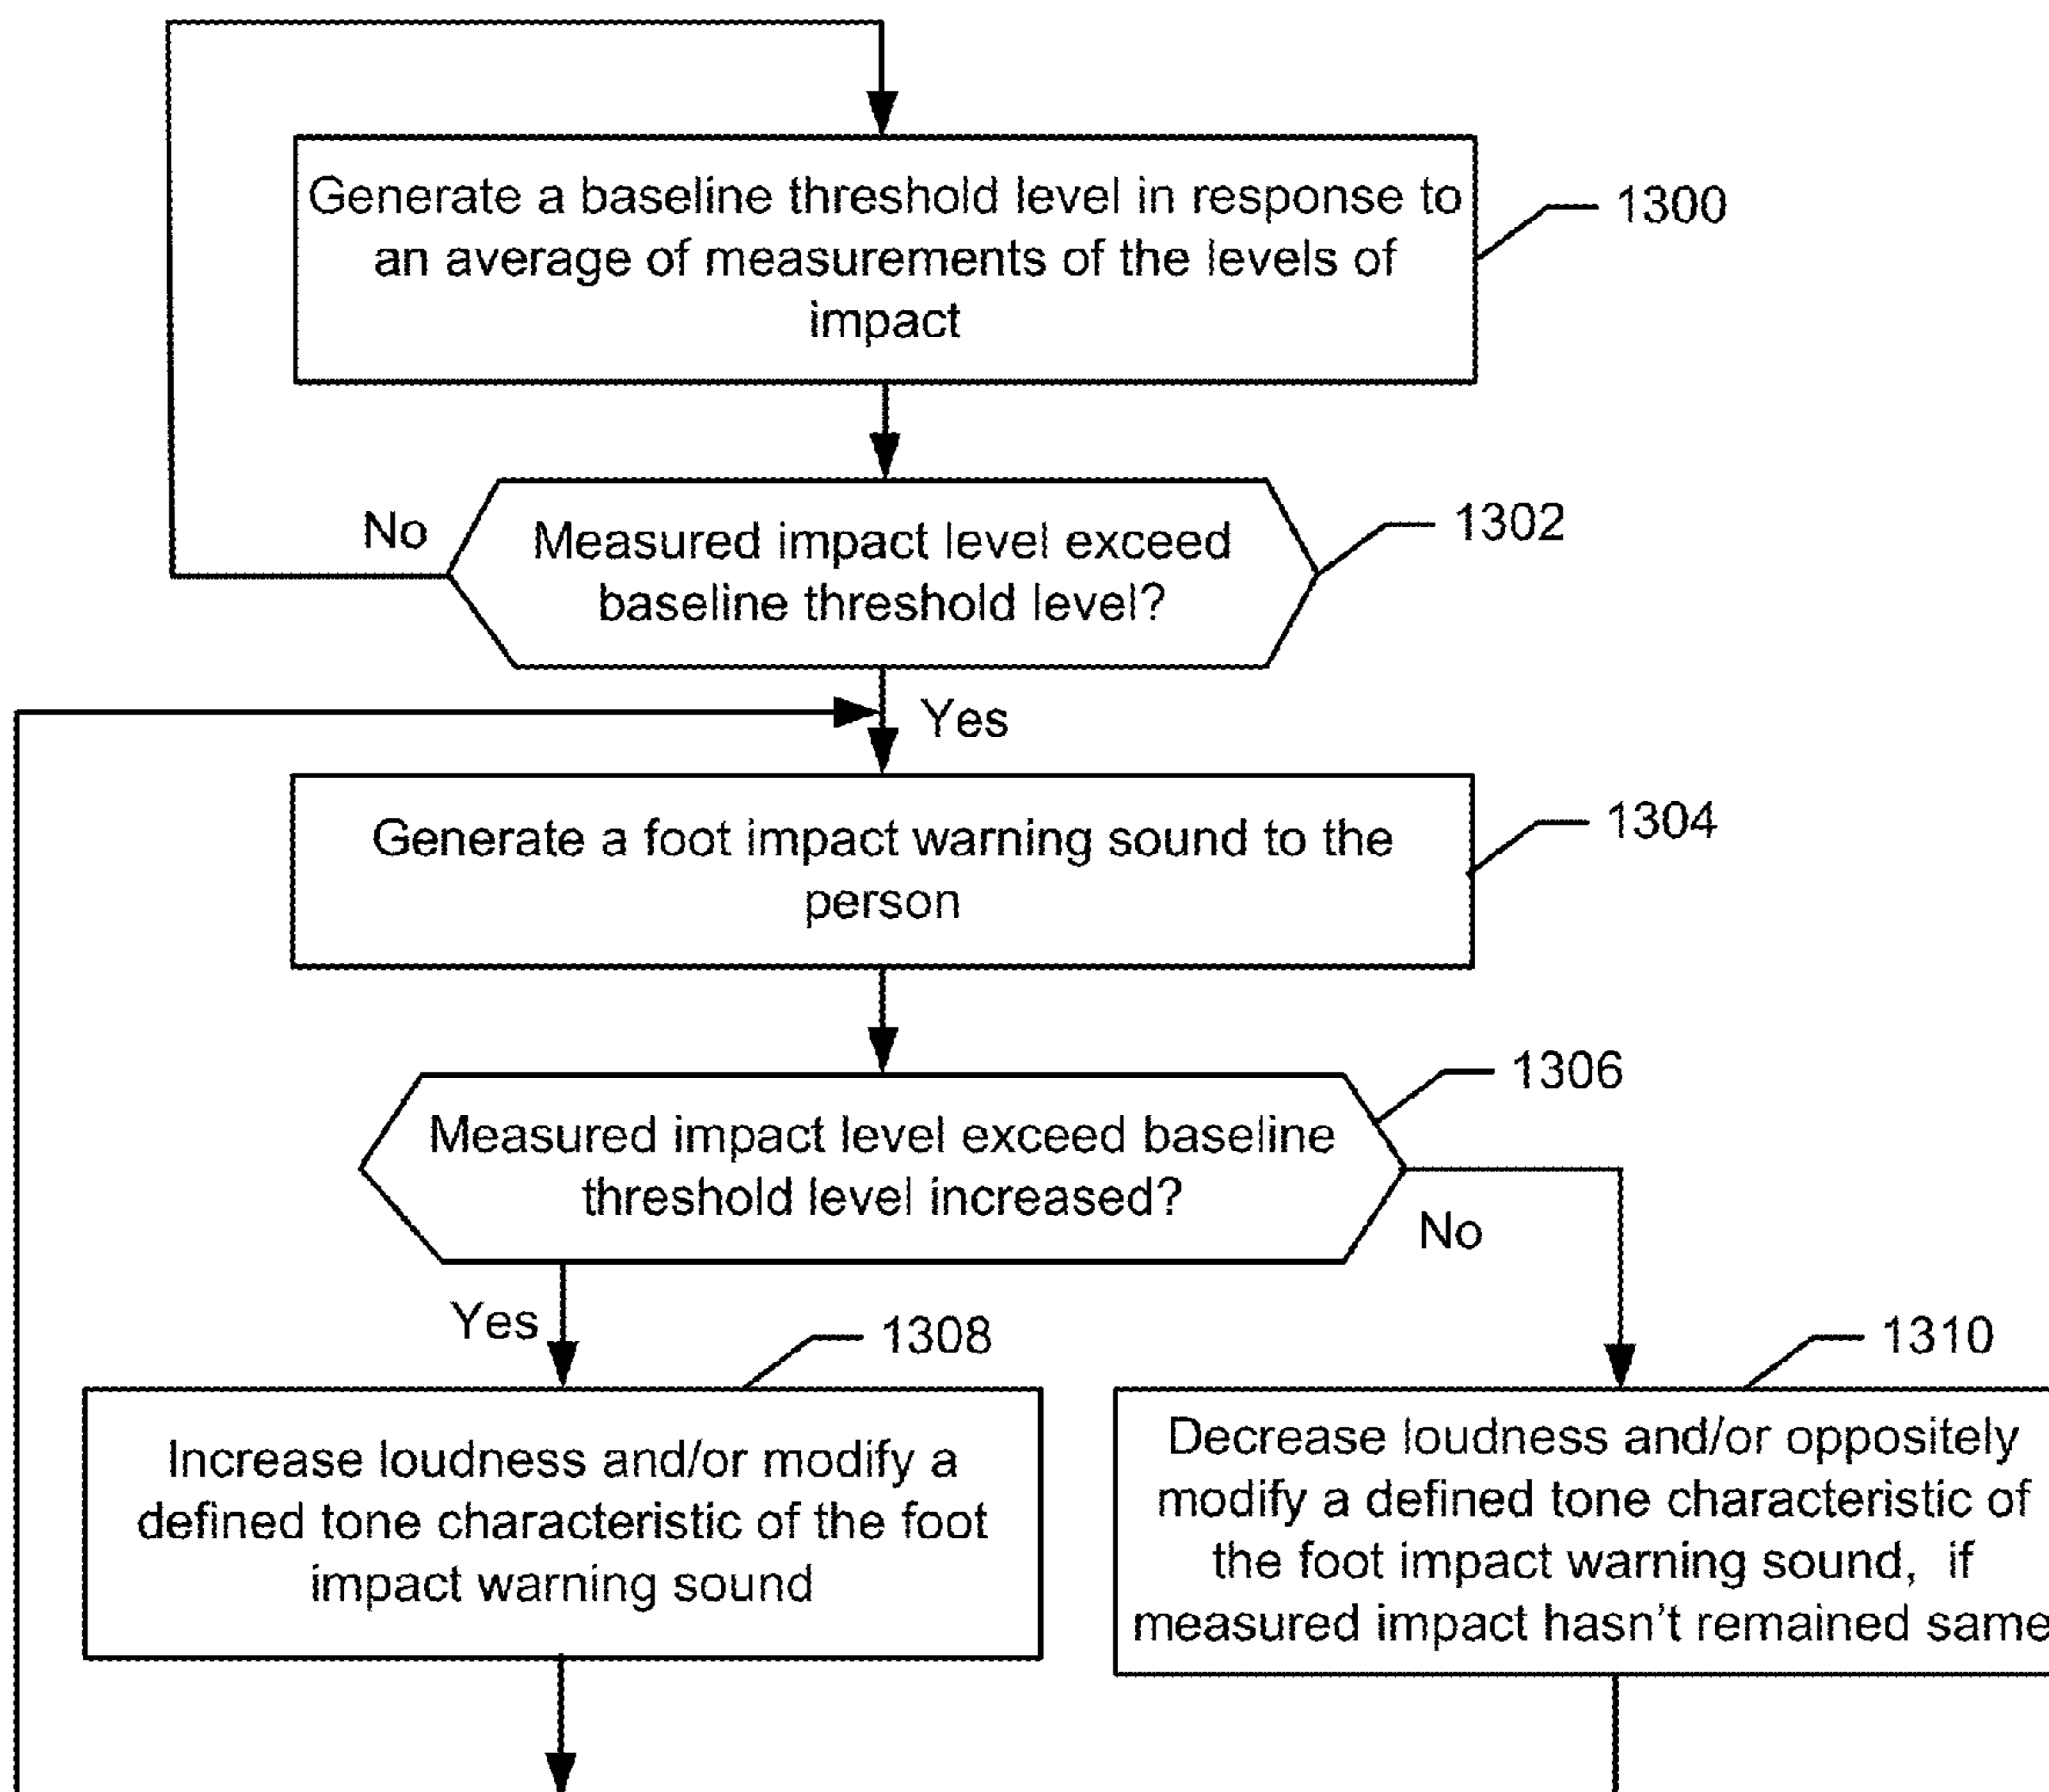 Generate a baseline threshold level in response to
an average of measurements of the levels of
impact
1300
Measured impact level exceed
baseline threshold level?
1302
No
Yes
Generate a foot impact warning sound to the
person
1304
Measured impact level exceed baseline
threshold level increased?
1306
No
Yes
1308
Increase loudness and/or modify a
defined tone characteristic of the foot
impact warning sound
1310
Decrease loudness and/or oppositely
modify a defined tone characteristic of
the foot impact warning sound, if
measured impact hasn't remained same